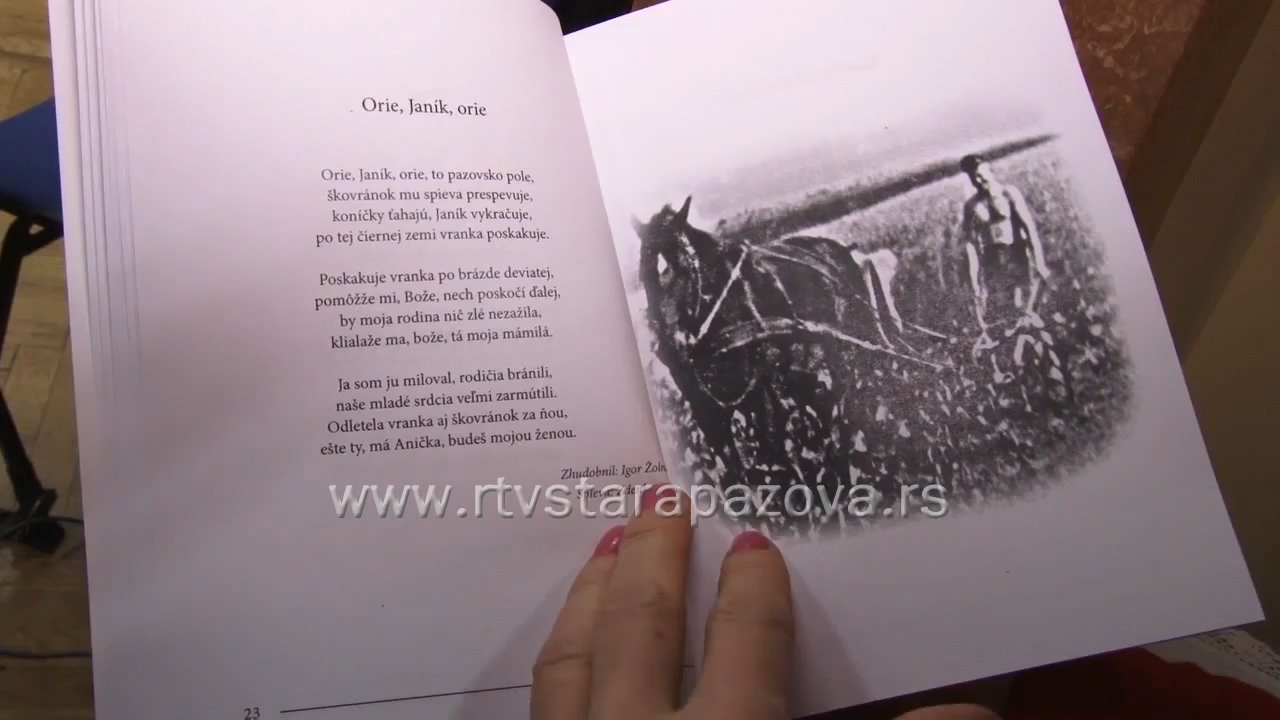 Orie, Janík, orie
Orie, Janík, orie, to pazovsko pole,
škovránok mu spieva prespevuje,
koníčky ťahajú, Janík vykračuje,
po tej čiernej zemi vranka poskakuje.
Poskakuje vranka po brázde deviatej,
pomôžže mi, Bože, nech poskočí ďalej,
by moja rodina nič zlé nezažila,
klialaže ma, bože, tá moja mámilá.
Ja som ju miloval, rodičia bránili,
naše mladé srdcia veľmi zarmútili.
Odletela vranka aj škovránok za ňou,
ešte ty, má Anička, budeš mojou ženou.
Zhudobnil: Igor
Spieva:
www.rtvstarapazova.rs
23